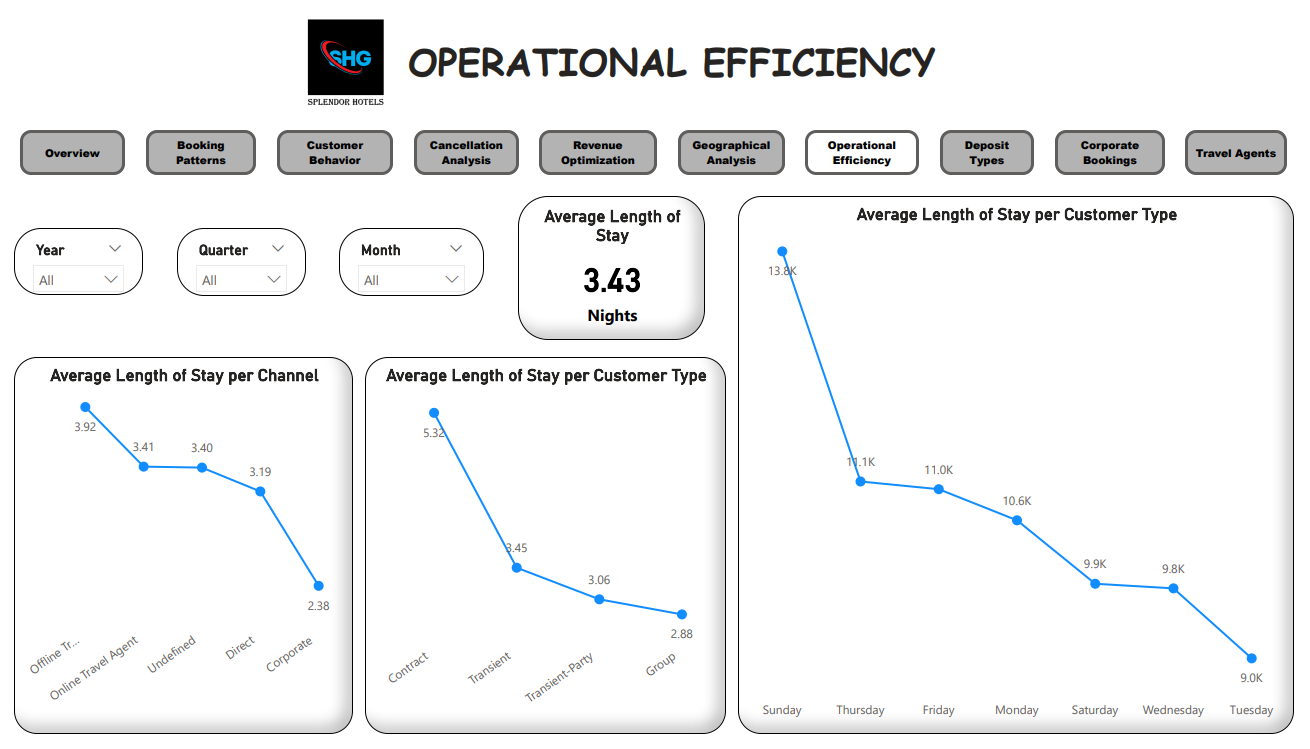 SHG
SPLENDOR HOTELS
OPERATIONAL EFFICIENCY
Overview
Booking
Patterns
Customer
Behavior
Cancellation
Analysis
Revenue
Optimization
Geographical
Analysis
Operational
Efficiency
Deposit
Types
Corporate
Bookings
Travel Agents
Year
All
Quarter
All
Month
All
Average Length of
Stay
3.43
Nights
Average Length of Stay per Channel
3.92
3.41
3.40
3.19
2.38
Offline Tr...
Online Travel Agent
Undefined
Direct
Corporate
Average Length of Stay per Customer Type
5.32
3.45
3.06
2.88
Contract
Transient
Transient-Party
Group
Average Length of Stay per Customer Type
13.8K
11.1K
11.0K
10.6K
9.9K
9.8K
9.0K
Sunday
Thursday
Friday
Monday
Saturday
Wednesday
Tuesday